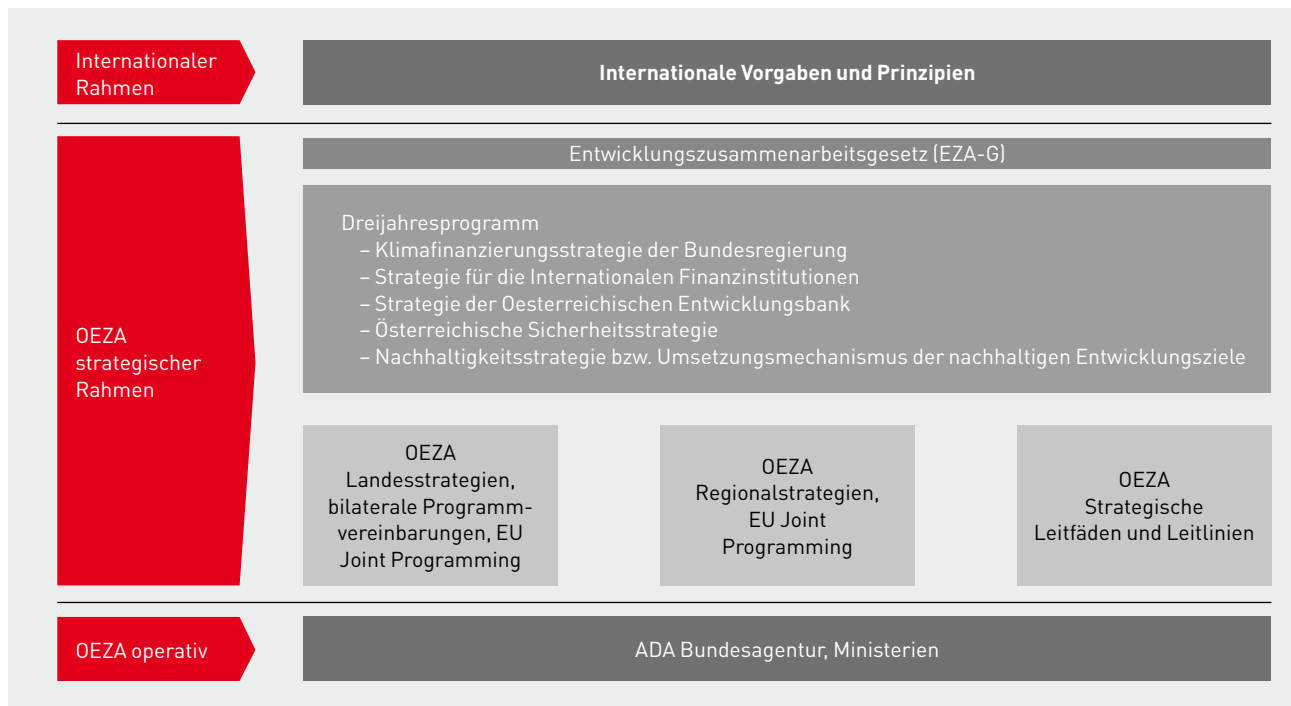 Internationaler
Rahmen
Internationale Vorgaben und Prinzipien
OEZA
strategischer
Rahmen
Entwicklungszusammenarbeitsgesetz (EZA-G)
Dreijahresprogramm
– Klimafinanzierungsstrategie der Bundesregierung
– Strategie für die Internationalen Finanzinstitutionen
– Strategie der Oesterreichischen Entwicklungsbank
– Österreichische Sicherheitsstrategie
– Nachhaltigkeitsstrategie bzw. Umsetzungsmechanismus der nachhaltigen Entwicklungsziele
OEZA
Landesstrategien,
bilaterale Programm-
vereinbarungen, EU
Joint Programming
OEZA
Regionalstrategien,
EU Joint
Programming
OEZA
Strategische
Leitfäden und Leitlinien
OEZA operativ
ADA Bundesagentur, Ministerien